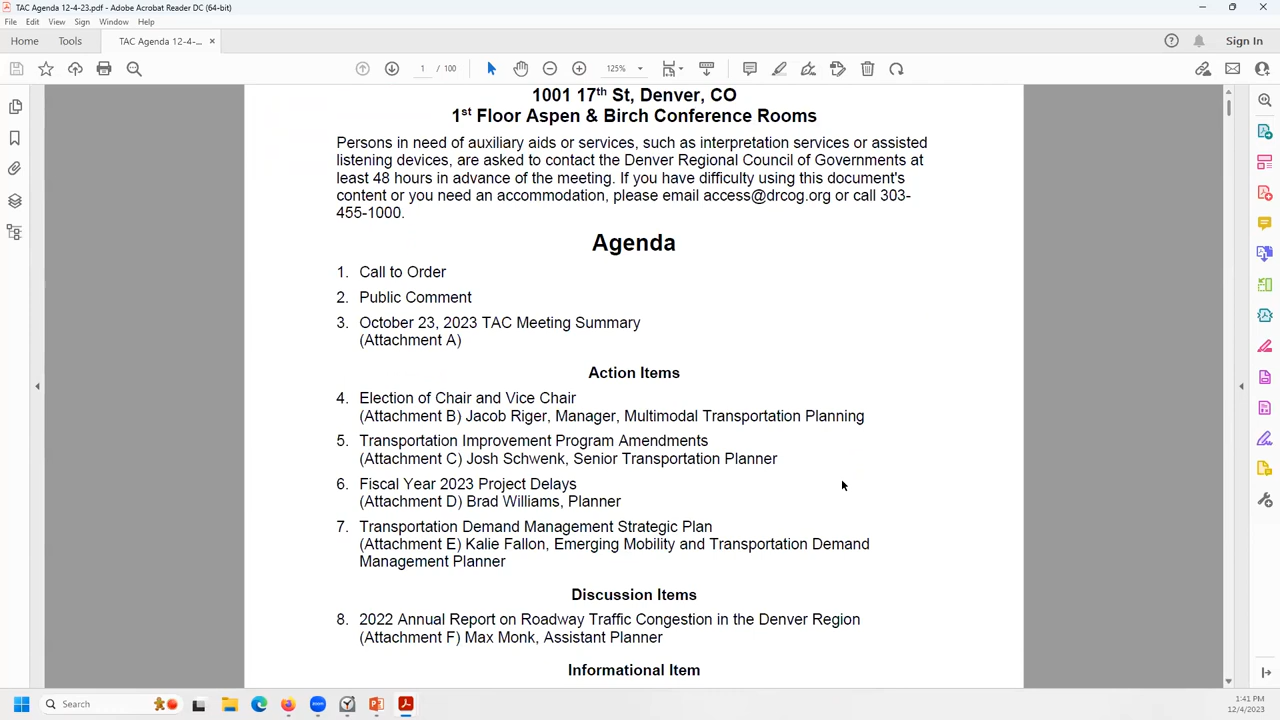 TAC Agenda 12-4-23.pdf - Adobe Acrobat Reader DC (64-bit)
File Edit View Sign Window Help
Home Tools TAC Agenda 12-4-... × Sign In
1 / 100 125%
1001 17th St, Denver, CO
1st Floor Aspen & Birch Conference Rooms
Persons in need of auxiliary aids or services, such as interpretation services or assisted
listening devices, are asked to contact the Denver Regional Council of Governments at
least 48 hours in advance of the meeting. If you have difficulty using this document's
content or you need an accommodation, please email access@drcog.org or call 303-
455-1000.
Agenda
1. Call to Order
2. Public Comment
3. October 23, 2023 TAC Meeting Summary
(Attachment A)
Action Items
4. Election of Chair and Vice Chair
(Attachment B) Jacob Riger, Manager, Multimodal Transportation Planning
5. Transportation Improvement Program Amendments
(Attachment C) Josh Schwenk, Senior Transportation Planner
6. Fiscal Year 2023 Project Delays
(Attachment D) Brad Williams, Planner
7. Transportation Demand Management Strategic Plan
(Attachment E) Kalie Fallon, Emerging Mobility and Transportation Demand
Management Planner
Discussion Items
8. 2022 Annual Report on Roadway Traffic Congestion in the Denver Region
(Attachment F) Max Monk, Assistant Planner
Informational Item
Search
1:41 PM
12/4/2023